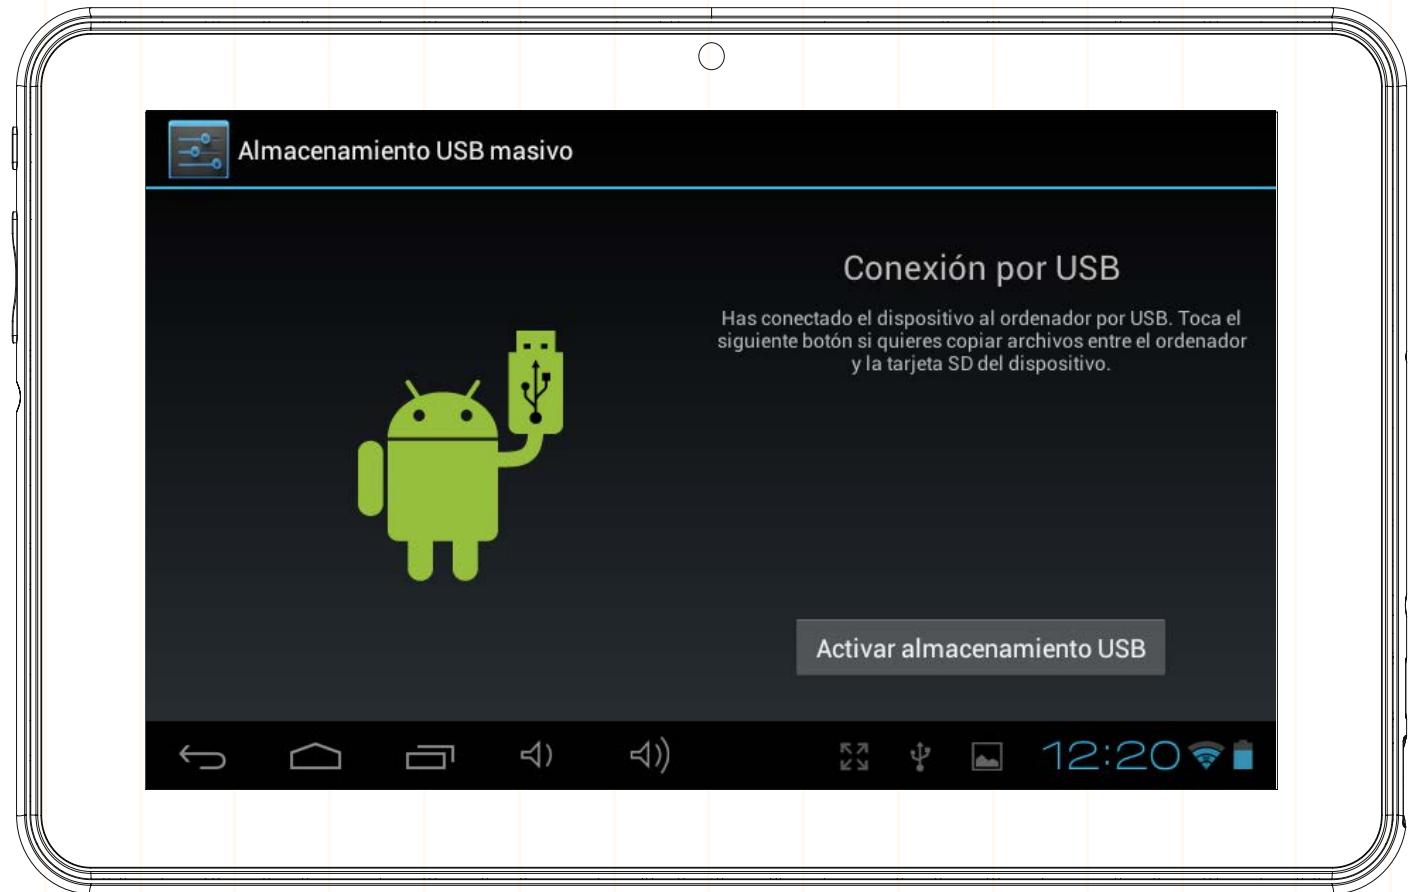 Almacenamiento USB masivo
Conexión por USB
Has conectado el dispositivo al ordenador por USB. Toca el
siguiente botón si quieres copiar archivos entre el ordenador
y la tarjeta SD del dispositivo.
Activar almacenamiento USB
12:20